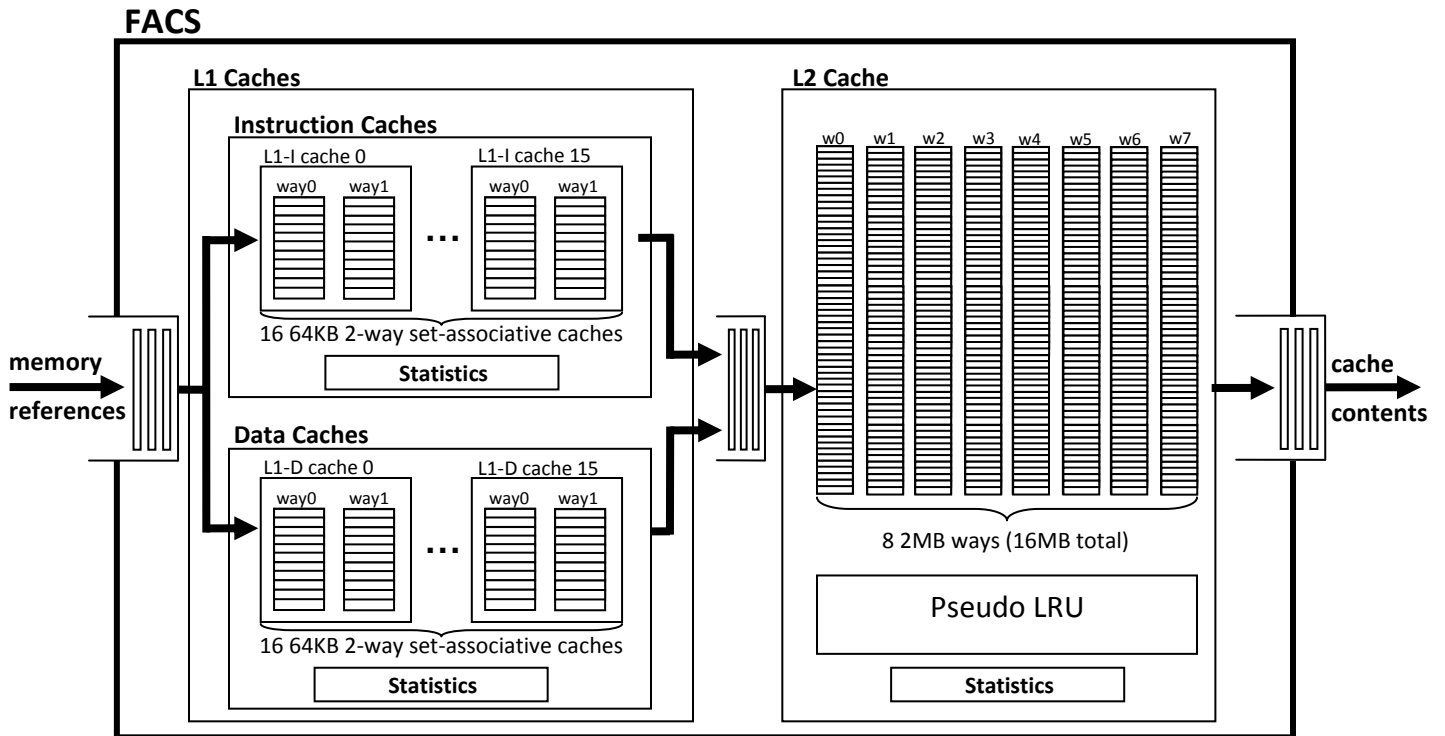 FACS
L1 Caches
Instruction Caches
L1-I cache 0
way0 way1
...
L1-I cache 15
way0 way1
16 64KB 2-way set-associative caches
Statistics
Data Caches
L1-D cache 0
way0 way1
...
L1-D cache 15
way0 way1
16 64KB 2-way set-associative caches
Statistics
memory
references
L2 Cache
w0 w1 w2 w3 w4 w5 w6 w7
8 2MB ways (16MB total)
Pseudo LRU
Statistics
cache
contents